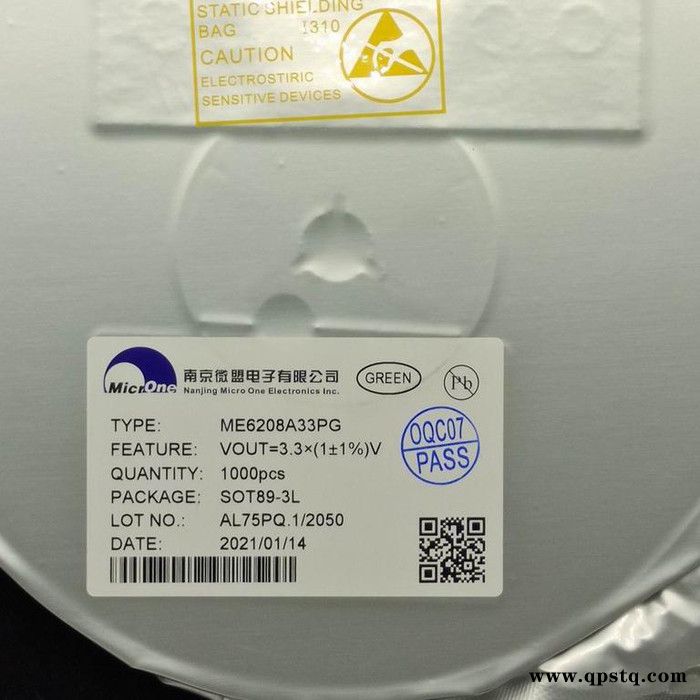 STATIC SHIELDING
BAG 1310
CAUTION
ELECTROSTIRIC
SENSITIVE DEVICES
MicrOne
南京微盟电子有限公司
Nanjing Micro One Electronics Inc.
GREEN
Pb
TYPE: ME6208A33PG
FEATURE: VOUT=3.3×(1±1%)V
QUANTITY: 1000pcs
PACKAGE: SOT89-3L
LOT NO.: AL75PQ.1/2050
DATE: 2021/01/14
OQC07
PASS
www.qpstq.com